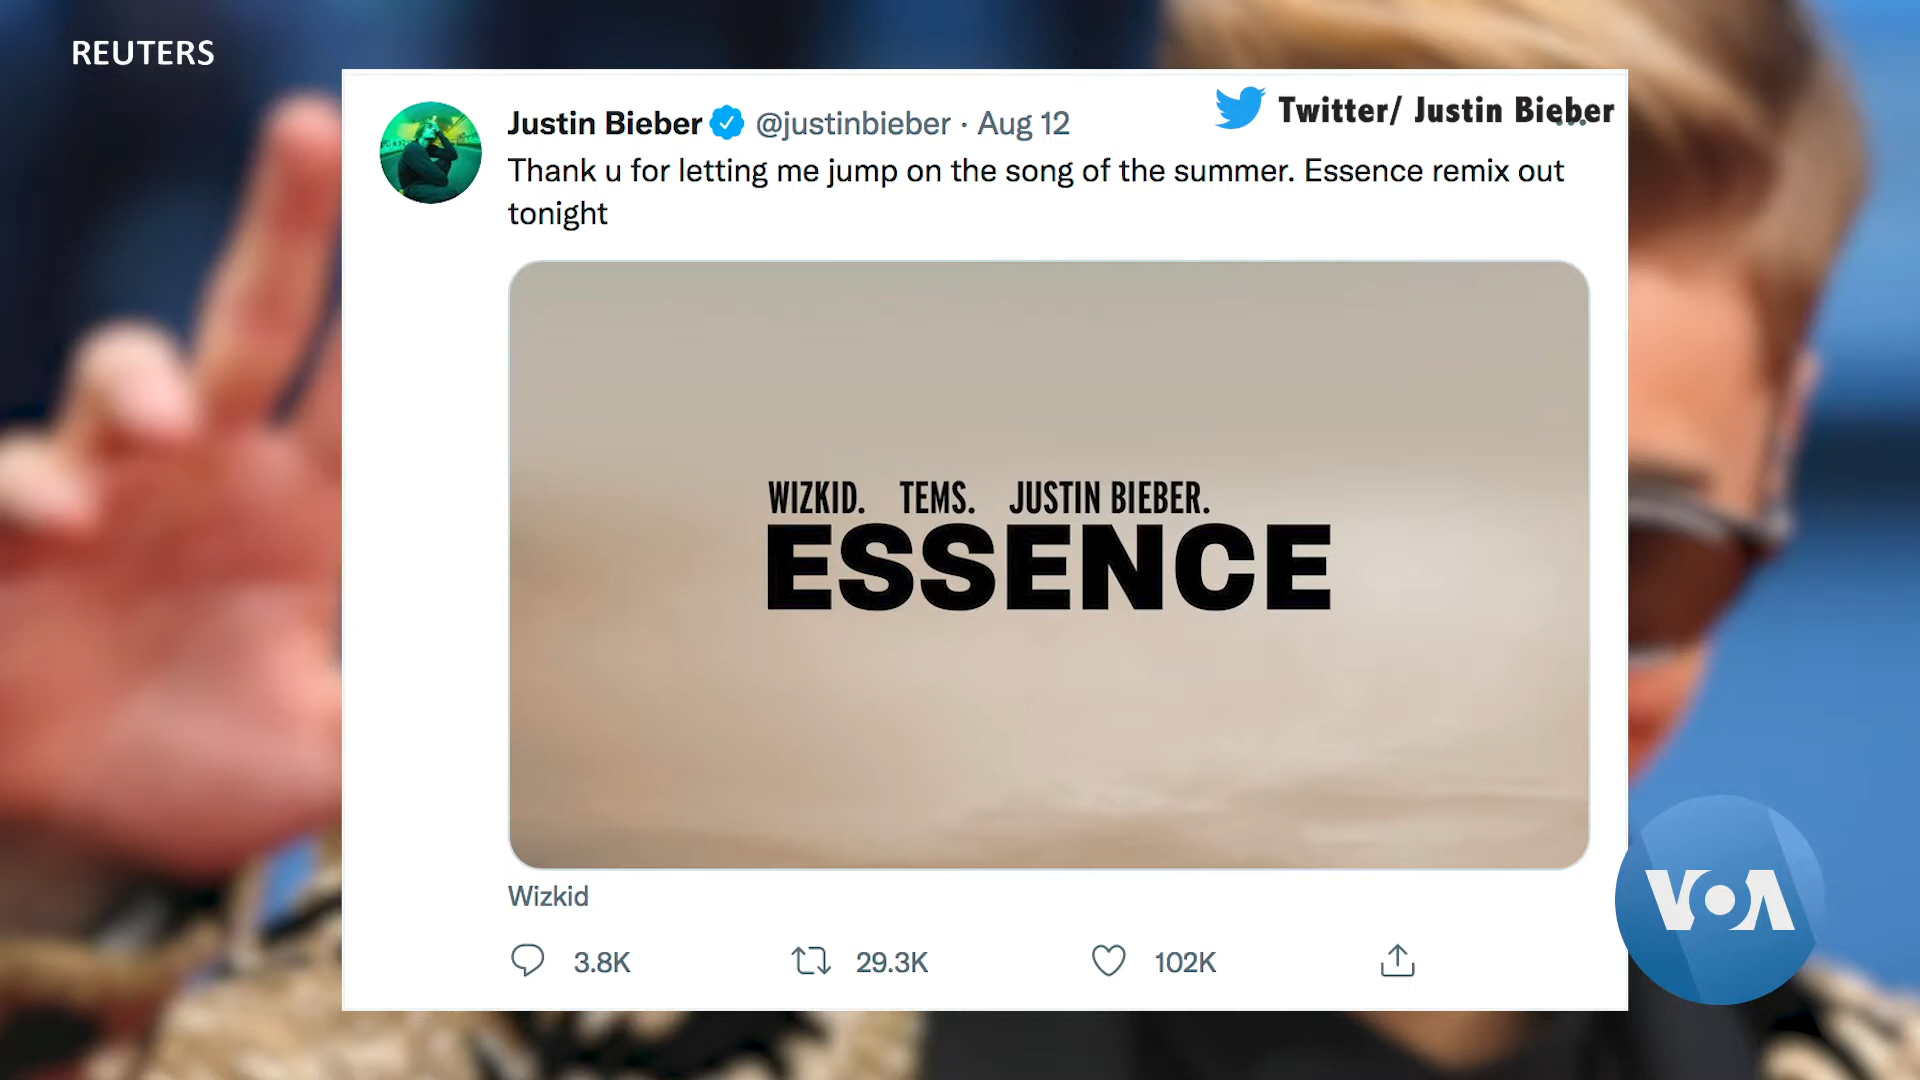 REUTERS
Justin Bieber @justinbieber · Aug 12
Twitter/ Justin Bieber
Thank u for letting me jump on the song of the summer. Essence remix out
tonight
WIZKID. TEMS. JUSTIN BIEBER.
ESSENCE
Wizkid
3.8K 29.3K 102K
VOA